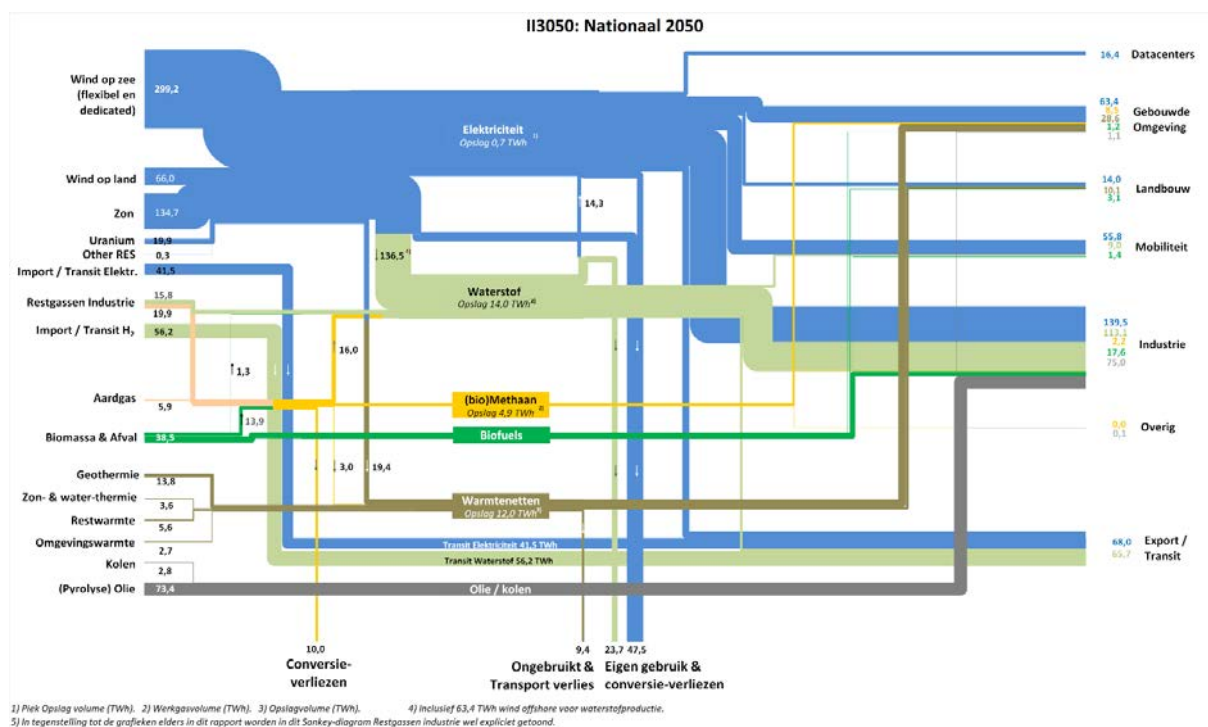 II3050: Nationaal 2050
Wind op zee
(flexibel en
dedicated)
299,2
Wind op land
66,0
Zon
134,7
Uranium
19,9
Other RES
0,3
Import / Transit Elektr.
41,5
Restgassen Industrie
15,8
19,9
Import / Transit H₂
56,2
Aardgas
5,9
Biomassa & Afval
38,5
Geothermie
13,8
Zon- & water-thermie
3,6
Restwarmte
5,6
Omgevingswarmte
2,7
Kolen
2,8
(Pyrolyse) Olie
73,4
Elektriciteit
Opslag 0,7 TWh 1)
14,3
136,5 4)
Waterstof
Opslag 14,0 TWh
16,0
1,3
13,9
(bio)Methaan
Opslag 4,9 TWh 2)
Biofuels
3,0
19,4
Warmtenetten
Opslag 12,0 TWh 3)
Transit Elektriciteit 41,5 TWh
Transit Waterstof 56,2 TWh
Olie / kolen
10,0
Conversie-
verliezen
9,4
Ongebruikt &
Transport verlies
23,7
47,5
Eigen gebruik &
conversie-verliezen
16,4
Datacenters
63,4
8,5
28,6
1,2
1,1
Gebouwde
Omgeving
14,0
10,1
3,1
Landbouw
55,8
9,0
1,4
Mobiliteit
139,5
2,2
17,6
75,0
Industrie
0,0
0,1
Overig
68,0
65,7
Export /
Transit
1) Piek Opslag volume (TWh). 2) Werkgasvolume (TWh). 3) Opslagvolume (TWh). 4) Inclusief 63,4 TWh wind offshore voor waterstofproductie.
5) In tegenstelling tot de grafieken elders in dit rapport worden in dit Sankey-diagram Restgassen industrie wel expliciet getoond.